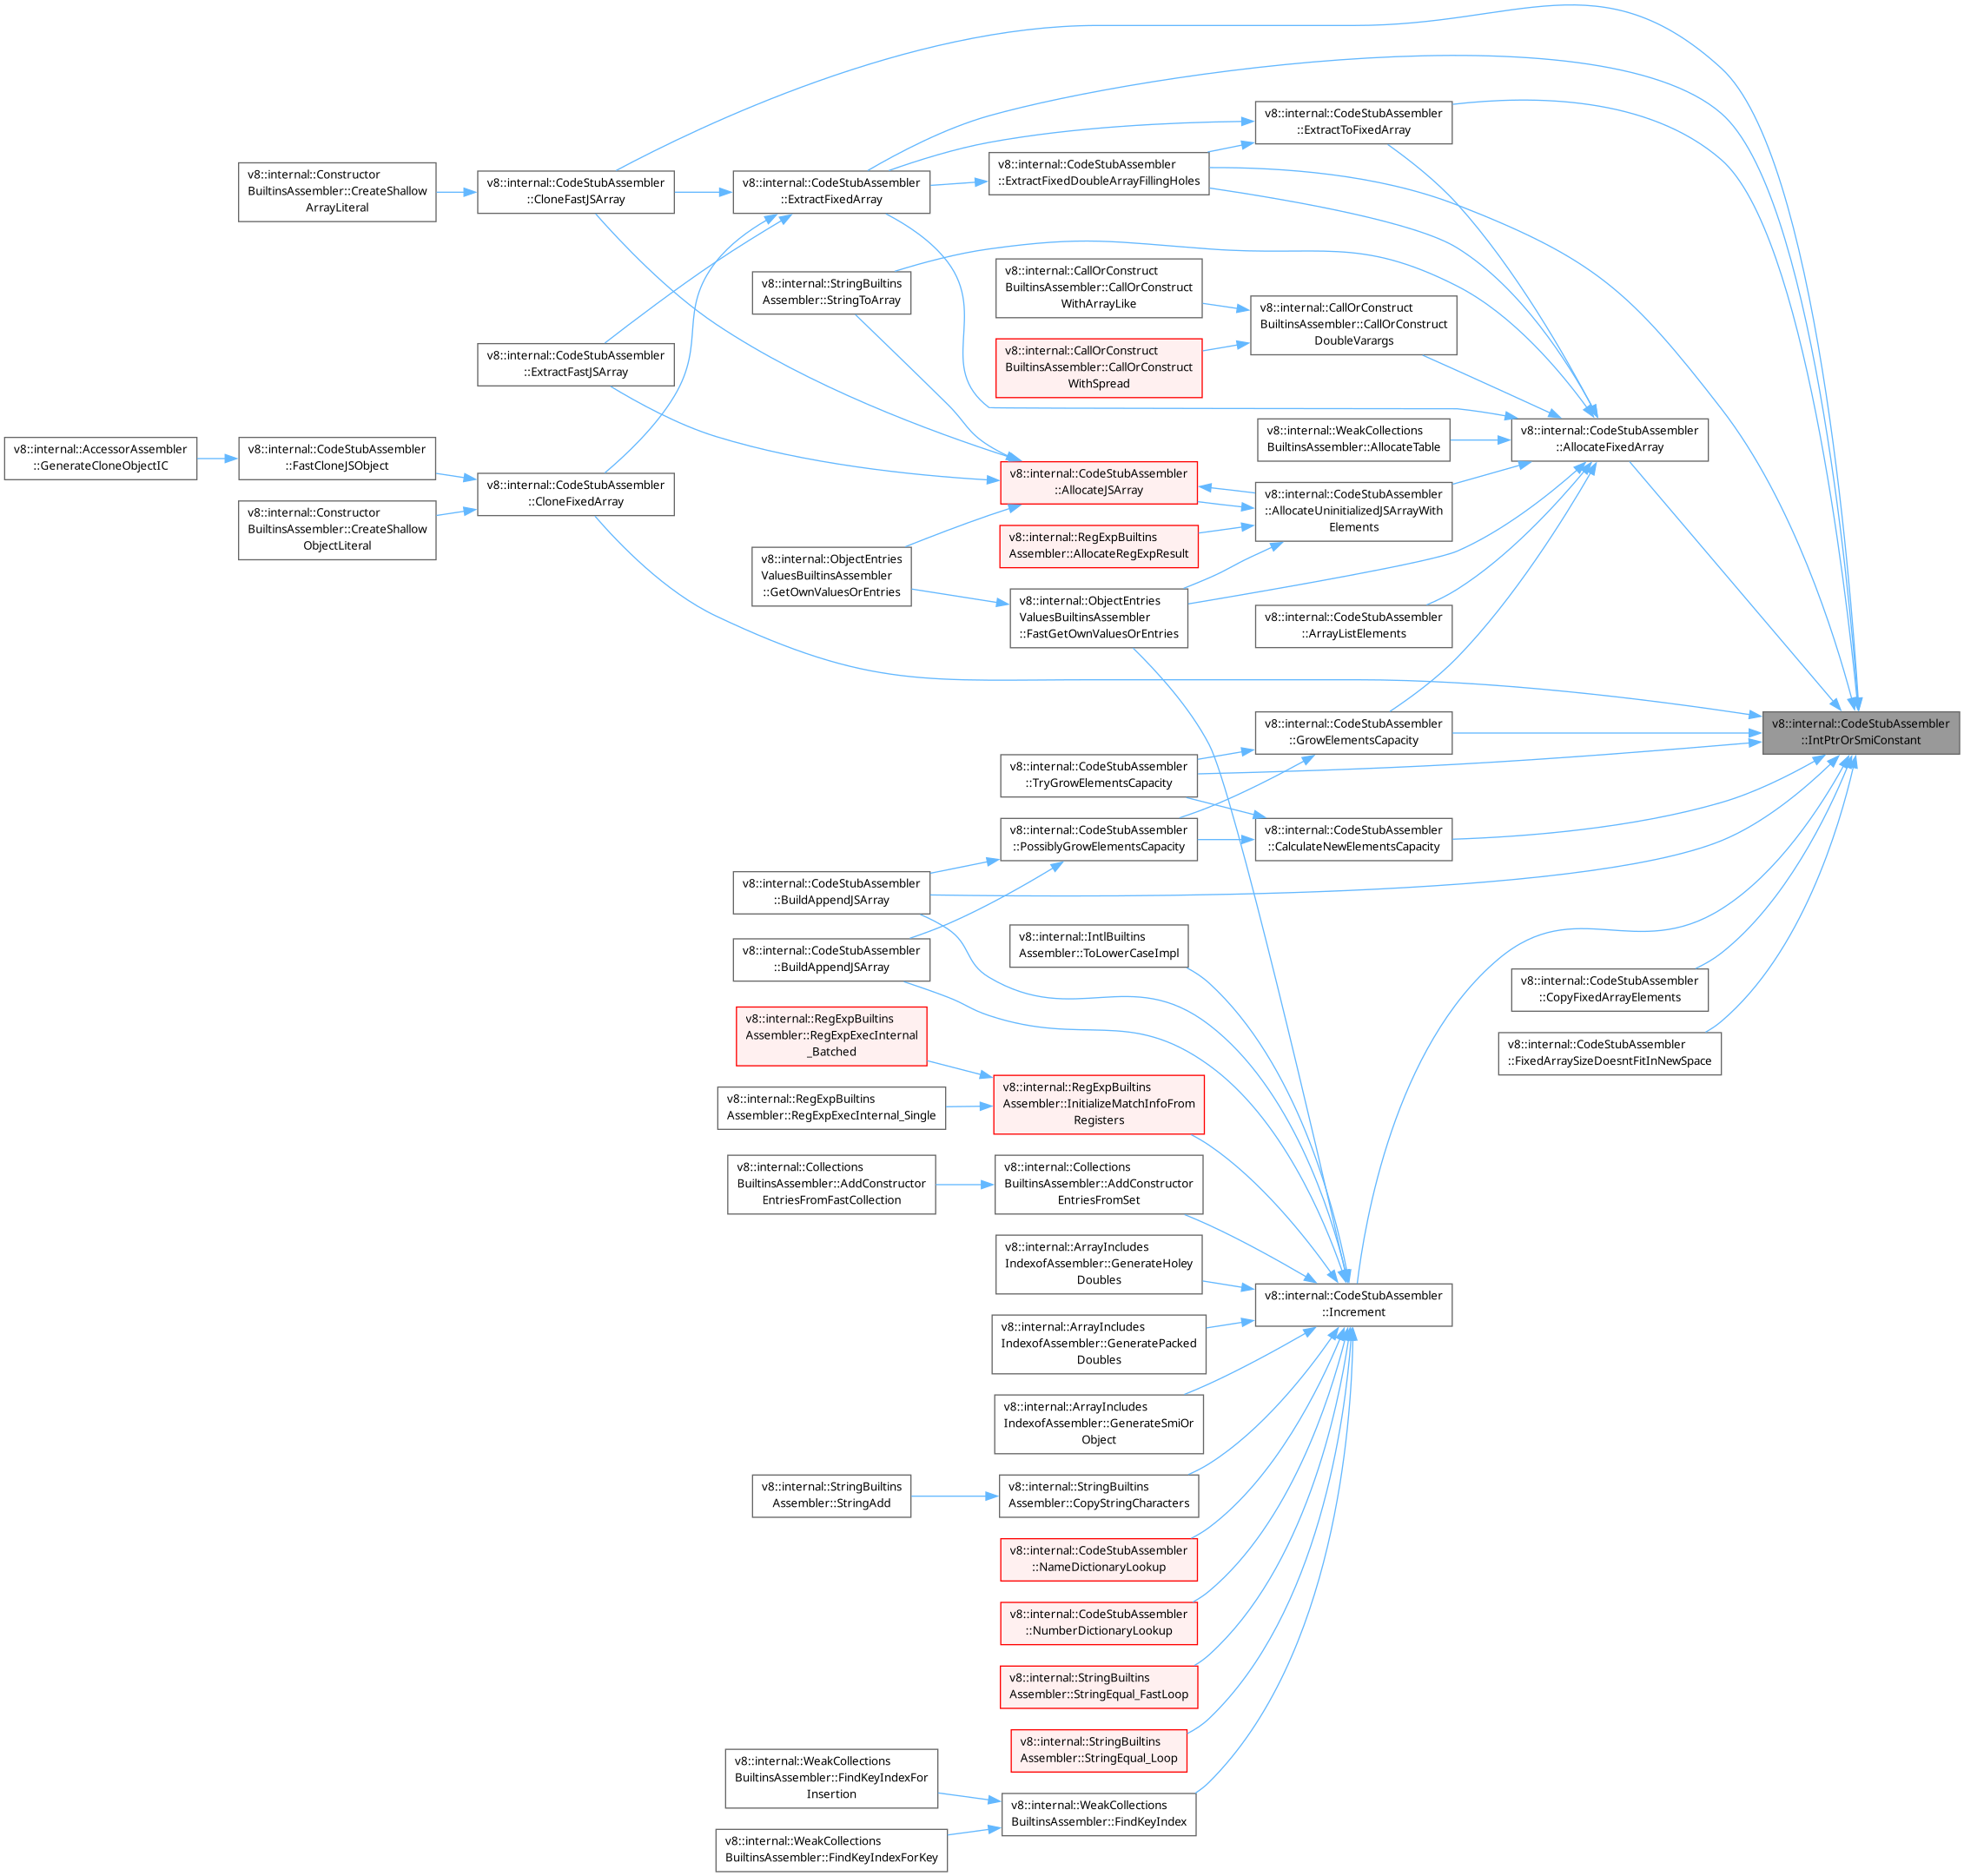 v8::internal::CodeStubAssembler
::ExtractToFixedArray
v8::internal::CodeStubAssembler
::ExtractFixedDoubleArrayFillingHoles
v8::internal::Constructor
BuiltinsAssembler::CreateShallow
ArrayLiteral
v8::internal::CodeStubAssembler
::CloneFastJSArray
v8::internal::CodeStubAssembler
::ExtractFixedArray
v8::internal::StringBuiltins
Assembler::StringToArray
v8::internal::CallOrConstruct
BuiltinsAssembler::CallOrConstruct
WithArrayLike
v8::internal::CallOrConstruct
BuiltinsAssembler::CallOrConstruct
DoubleVarargs
v8::internal::CodeStubAssembler
::ExtractFastJSArray
v8::internal::CallOrConstruct
BuiltinsAssembler::CallOrConstruct
WithSpread
v8::internal::AccessorAssembler
::GenerateCloneObjectIC
v8::internal::CodeStubAssembler
::FastCloneJSObject
v8::internal::WeakCollections
BuiltinsAssembler::AllocateTable
v8::internal::CodeStubAssembler
::AllocateFixedArray
v8::internal::CodeStubAssembler
::CloneFixedArray
v8::internal::CodeStubAssembler
::AllocateJSArray
v8::internal::CodeStubAssembler
::AllocateUninitializedJSArrayWith
Elements
v8::internal::Constructor
BuiltinsAssembler::CreateShallow
ObjectLiteral
v8::internal::RegExpBuiltins
Assembler::AllocateRegExpResult
v8::internal::ObjectEntries
ValuesBuiltinsAssembler
::GetOwnValuesOrEntries
v8::internal::ObjectEntries
ValuesBuiltinsAssembler
::FastGetOwnValuesOrEntries
v8::internal::CodeStubAssembler
::ArrayListElements
v8::internal::CodeStubAssembler
::GrowElementsCapacity
v8::internal::CodeStubAssembler
::IntPtrOrSmiConstant
v8::internal::CodeStubAssembler
::TryGrowElementsCapacity
v8::internal::CodeStubAssembler
::PossiblyGrowElementsCapacity
v8::internal::CodeStubAssembler
::CalculateNewElementsCapacity
v8::internal::CodeStubAssembler
::BuildAppendJSArray
v8::internal::CodeStubAssembler
::BuildAppendJSArray
v8::internal::IntlBuiltins
Assembler::ToLowerCaseImpl
v8::internal::CodeStubAssembler
::CopyFixedArrayElements
v8::internal::CodeStubAssembler
::FixedArraySizeDoesntFitInNewSpace
v8::internal::RegExpBuiltins
Assembler::RegExpExecInternal
_Batched
v8::internal::RegExpBuiltins
Assembler::RegExpExecInternal_Single
v8::internal::RegExpBuiltins
Assembler::InitializeMatchInfoFrom
Registers
v8::internal::Collections
BuiltinsAssembler::AddConstructor
EntriesFromFastCollection
v8::internal::Collections
BuiltinsAssembler::AddConstructor
EntriesFromSet
v8::internal::ArrayIncludes
IndexofAssembler::GenerateHoley
Doubles
v8::internal::CodeStubAssembler
::Increment
v8::internal::ArrayIncludes
IndexofAssembler::GeneratePacked
Doubles
v8::internal::ArrayIncludes
IndexofAssembler::GenerateSmiOr
Object
v8::internal::StringBuiltins
Assembler::StringAdd
v8::internal::StringBuiltins
Assembler::CopyStringCharacters
v8::internal::CodeStubAssembler
::NameDictionaryLookup
v8::internal::CodeStubAssembler
::NumberDictionaryLookup
v8::internal::StringBuiltins
Assembler::StringEqual_FastLoop
v8::internal::StringBuiltins
Assembler::StringEqual_Loop
v8::internal::WeakCollections
BuiltinsAssembler::FindKeyIndexFor
Insertion
v8::internal::WeakCollections
BuiltinsAssembler::FindKeyIndex
v8::internal::WeakCollections
BuiltinsAssembler::FindKeyIndexForKey